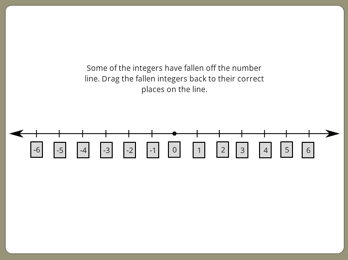 Some of the integers have fallen off the number
line. Drag the fallen integers back to their correct
places on the line.
-6 -5 -4 -3 -2 -1 0 1 2 3 4 5 6